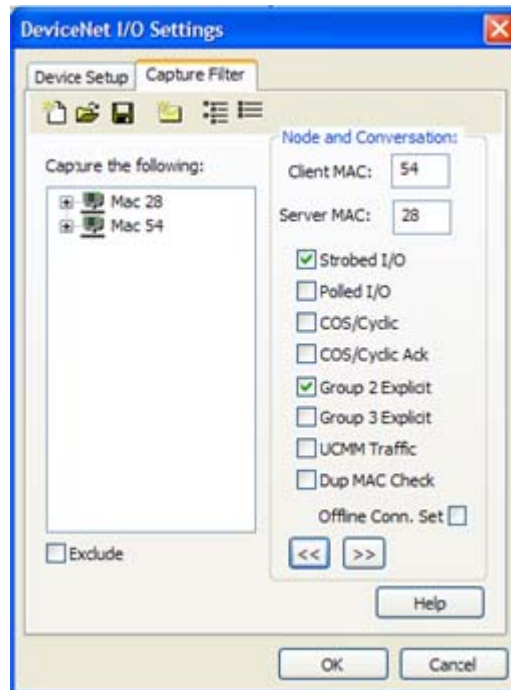 DeviceNet I/O Settings
Device Setup
Capture Filter
Capture the following:
Mac 28
Mac 54
Exclude
Node and Conversation:
Client MAC: 54
Server MAC: 28
Strobed I/O
Polled I/O
COS/Cyclic
COS/Cyclic Ack
Group 2 Explicit
Group 3 Explicit
UCMM Traffic
Dup MAC Check
Offline Conn. Set
<< >>
Help
OK
Cancel